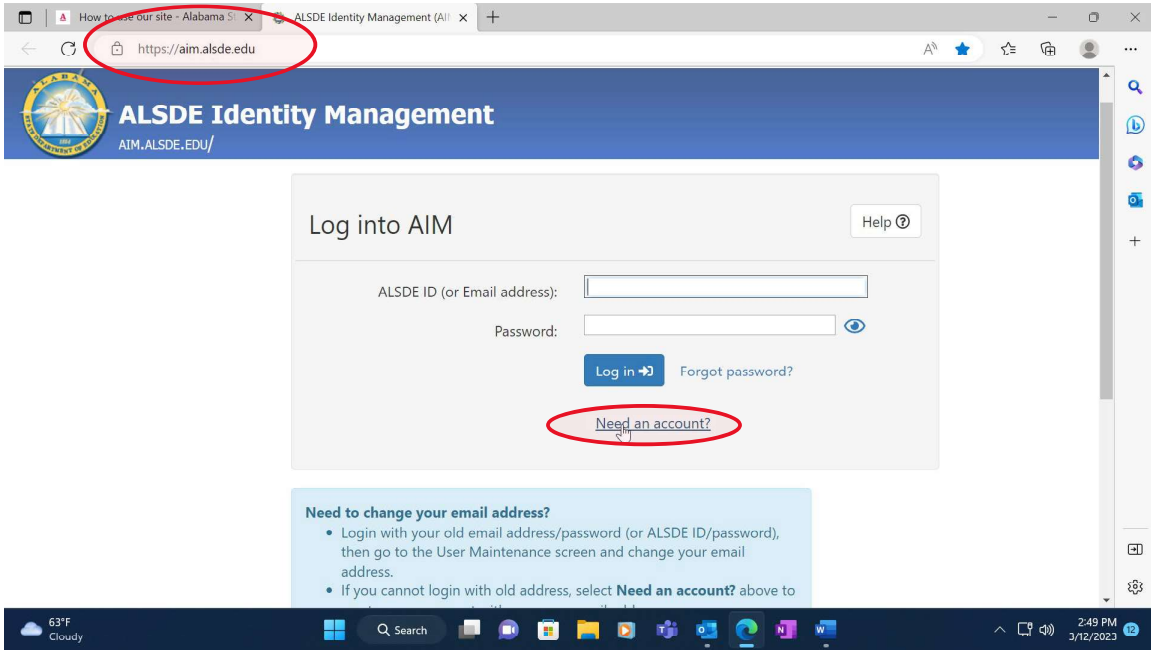 How to use our site - Alabama St
ALSDE Identity Management (AI
https://aim.alsde.edu
ALSDE Identity Management
AIM.ALSDE.EDU/
Log into AIM
Help
ALSDE ID (or Email address):
Password:
Log in
Forgot password?
Need an account?
Need to change your email address?
• Login with your old email address/password (or ALSDE ID/password),
then go to the User Maintenance screen and change your email
address.
• If you cannot login with old address, select Need an account? above to
63°F
Cloudy
Search
2:49 PM
3/12/2023
12